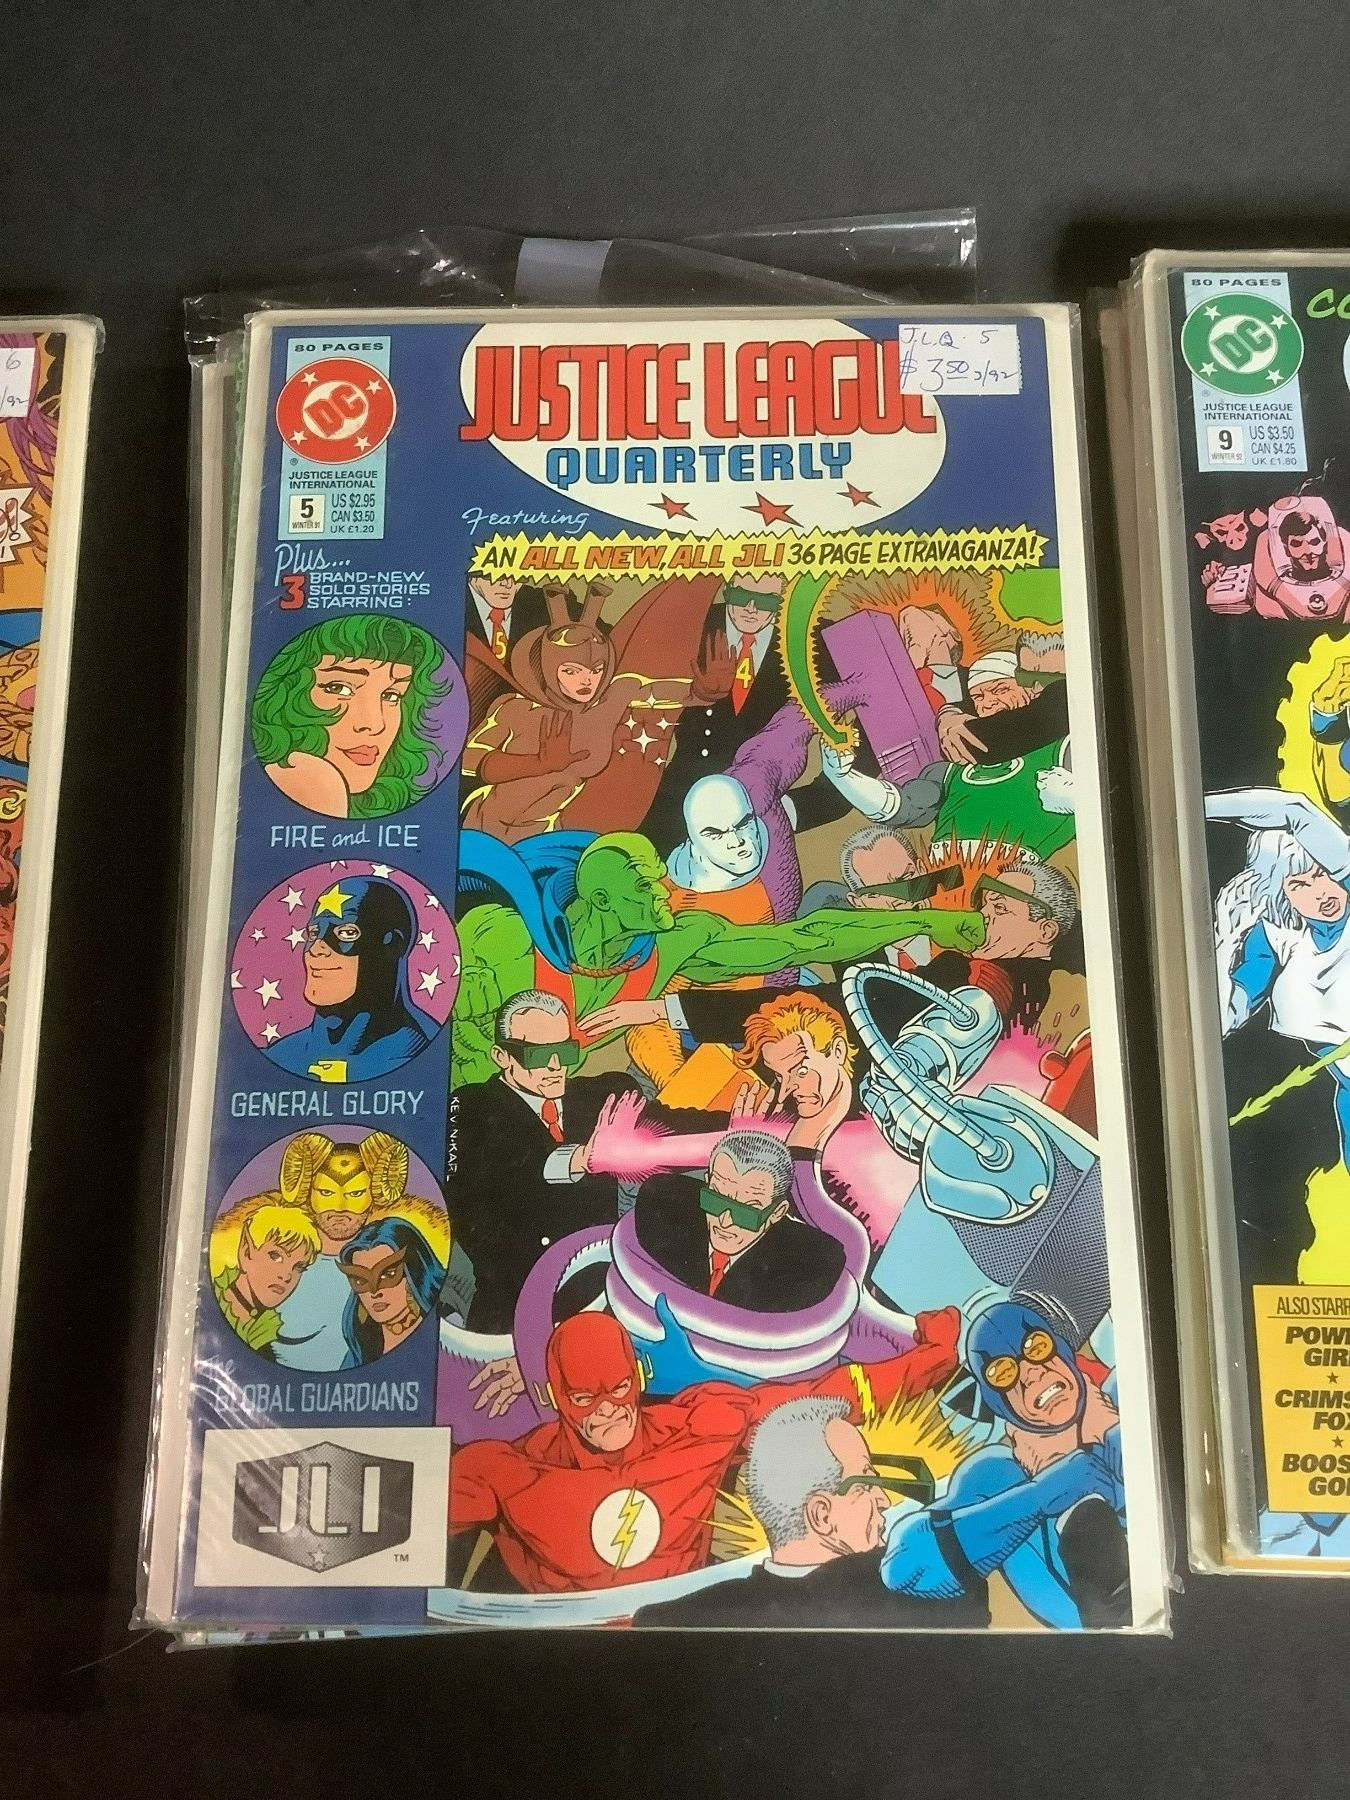 6
/92
80 PAGES
DC
®
JUSTICE LEAGUE
INTERNATIONAL
5
WINTER 91
US $2.95
CAN $3.50
UK £1.20
J.L.Q. 5
$3.50 3/92
JUSTICE LEAGUE
QUARTERLY
Featuring
AN ALL NEW, ALL JLI 36 PAGE EXTRAVAGANZA!
Plus...
3 BRAND-NEW
SOLO STORIES
STARRING:
5
4
FIRE and ICE
GENERAL GLORY
The
GLOBAL GUARDIANS
JLI
TM
80 PAGES
DC
®
JUSTICE LEAGUE
INTERNATIONAL
9
WINTER 92
US $3.50
CAN $4.25
UK £1.80
CO
ALSO STARR
POW
GIR
CRIMS
FOX
BOOS
GO